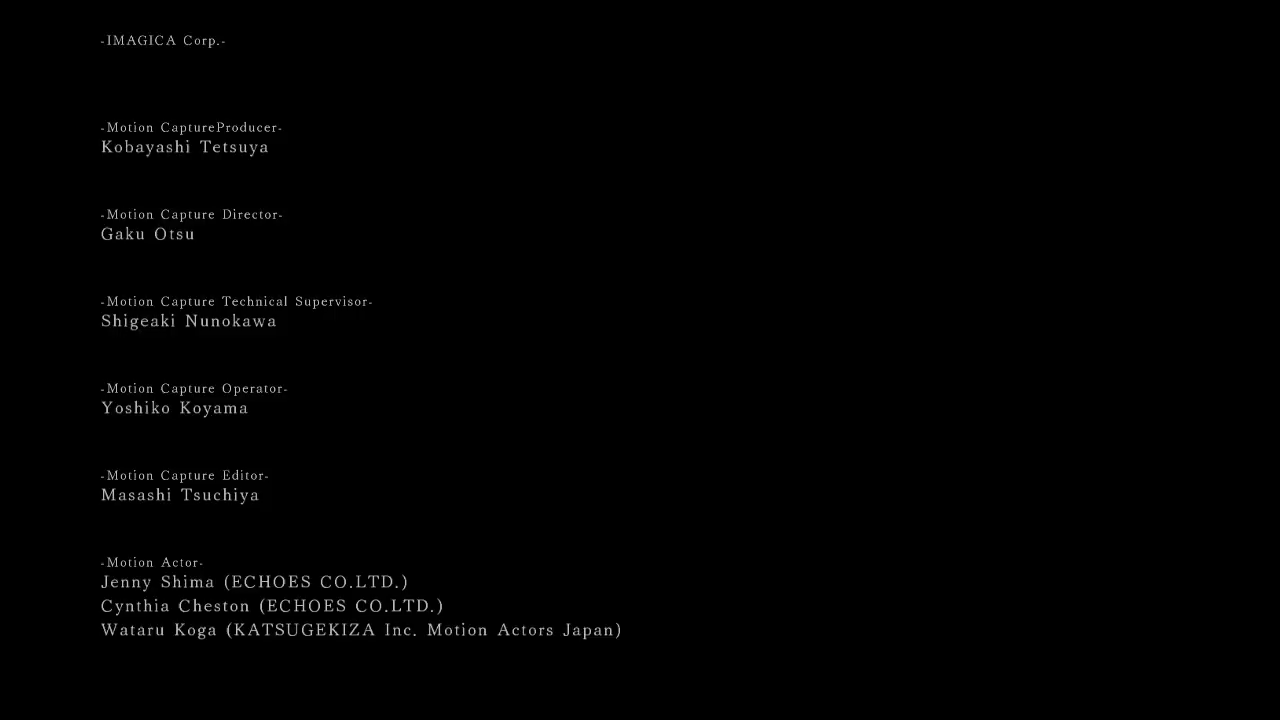 -IMAGICA Corp.-
-Motion CaptureProducer-
Kobayashi Tetsuya
-Motion Capture Director-
Gaku Otsu
-Motion Capture Technical Supervisor-
Shigeaki Nunokawa
-Motion Capture Operator-
Yoshiko Koyama
-Motion Capture Editor-
Masashi Tsuchiya
-Motion Actor-
Jenny Shima (ECHOES CO.LTD.)
Cynthia Cheston (ECHOES CO.LTD.)
Wataru Koga (KATSUGEKIZA Inc. Motion Actors Japan)